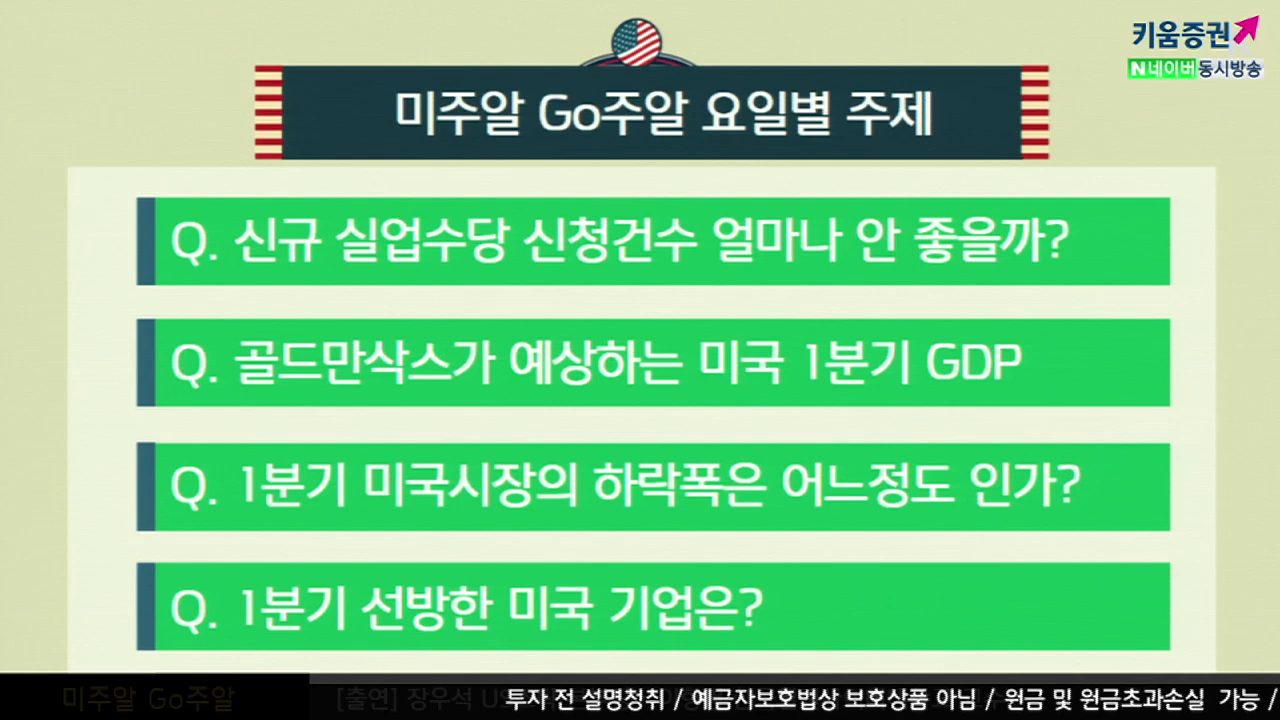 키움증권
N네이버 동시방송
미주알 Go주알 요일별 주제
Q. 신규 실업수당 신청건수 얼마나 안 좋을까?
Q. 골드만삭스가 예상하는 미국 1분기 GDP
Q. 1분기 미국시장의 하락폭은 어느정도 인가?
Q. 1분기 선방한 미국 기업은?
미주알 Go주알
[출연] 장우석 US
투자 전 설명청취 / 예금자보호법상 보호상품 아님 / 원금 및 원금초과손실 가능 /